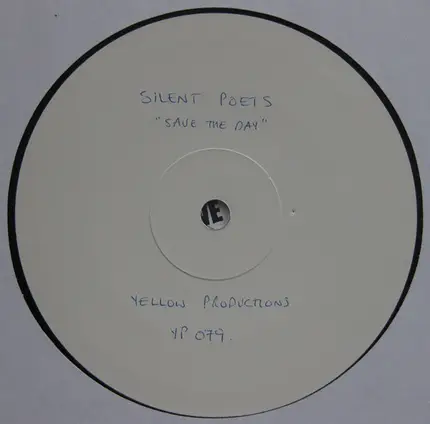 SILENT POETS
"SAVE THE DAY"
YELLOW PRODUCTIONS
YP 079.